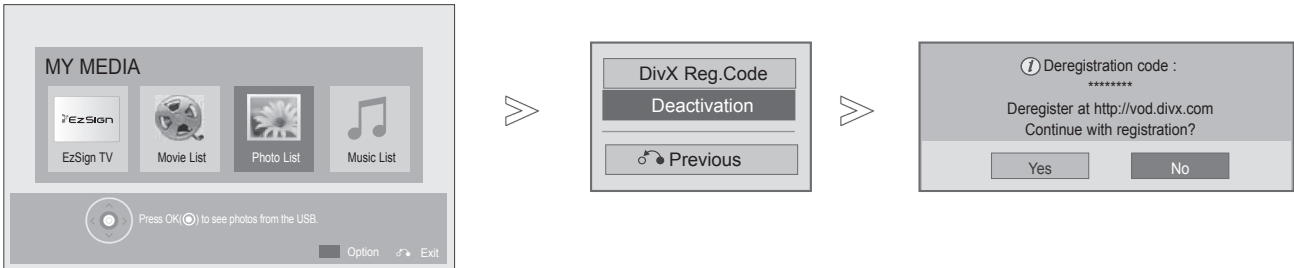 MY MEDIA
EzSign
EzSign TV
Movie List
Photo List
Music List
Press OK(◉) to see photos from the USB.
Option
Exit
DivX Reg.Code
Deactivation
Previous
i Deregistration code :
********
Deregister at http://vod.divx.com
Continue with registration?
Yes
No